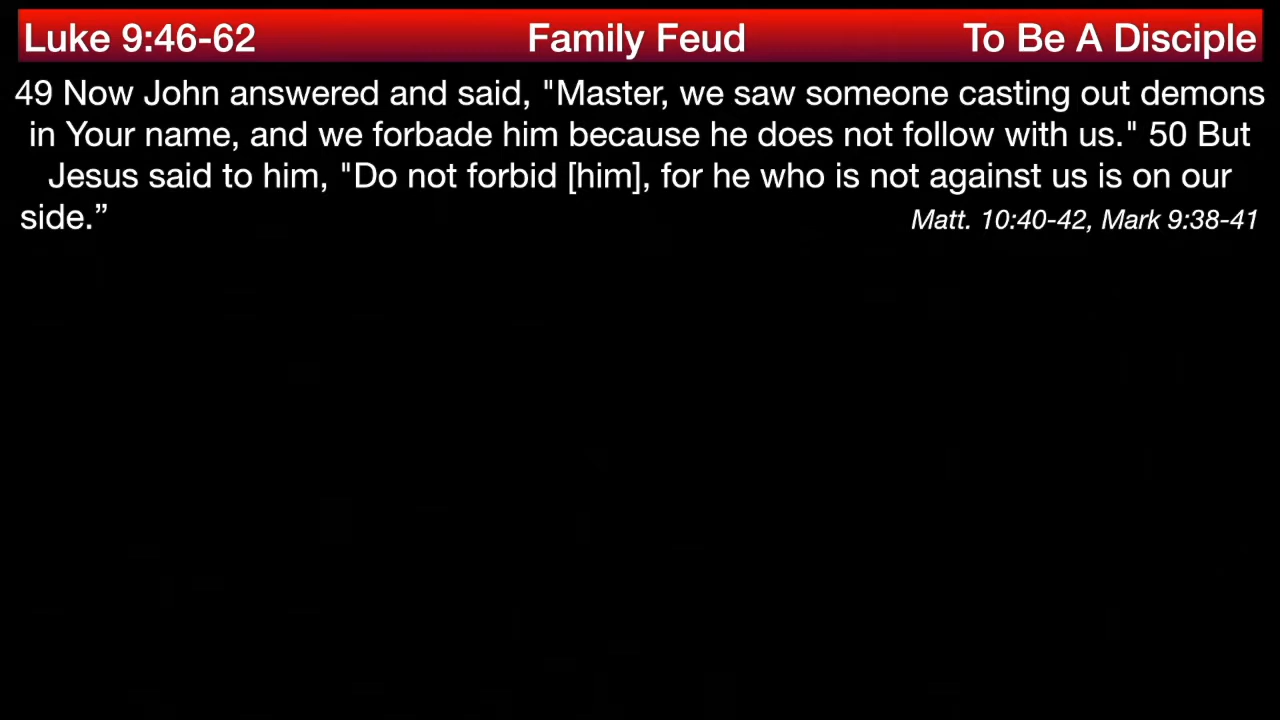 Luke 9:46-62 Family Feud To Be A Disciple
49 Now John answered and said, "Master, we saw someone casting out demons
in Your name, and we forbade him because he does not follow with us." 50 But
Jesus said to him, "Do not forbid [him], for he who is not against us is on our
side.” Matt. 10:40-42, Mark 9:38-41